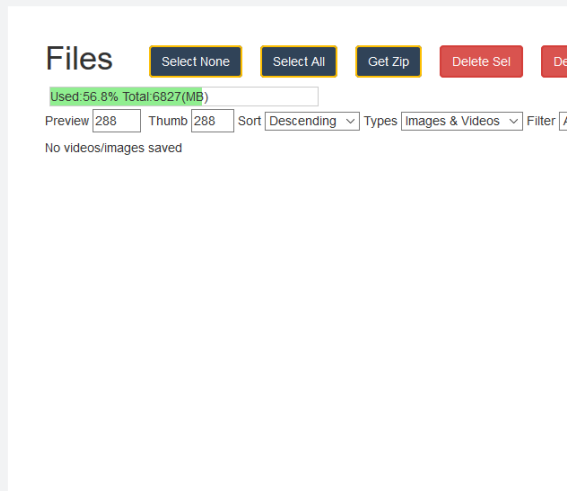 Files Select None Select All Get Zip Delete Sel De
Used:56.8% Total:6827(MB)
Preview 288 Thumb 288 Sort Descending Types Images & Videos Filter
No videos/images saved